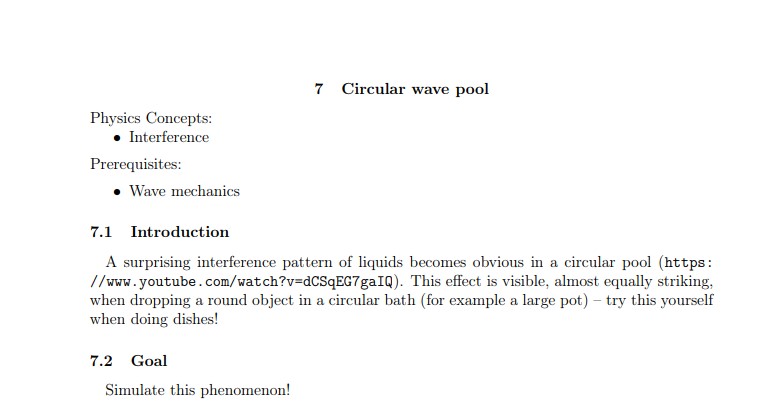 7 Circular wave pool
Physics Concepts:
• Interference
Prerequisites:
• Wave mechanics
7.1 Introduction
A surprising interference pattern of liquids becomes obvious in a circular pool (https:
//www.youtube.com/watch?v=dCSqEG7gaIQ). This effect is visible, almost equally striking,
when dropping a round object in a circular bath (for example a large pot) – try this yourself
when doing dishes!
7.2 Goal
Simulate this phenomenon!